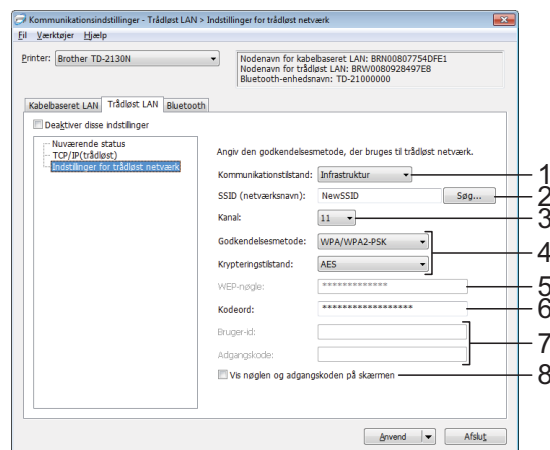 Kommunikationsindstillinger - Trådløst LAN > Indstillinger for trådløst netværk
Fil Værktøjer Hjælp
Printer: Brother TD-2130N
Nodenavn for kabelbaseret LAN: BRN00807754DFE1
Nodenavn for trådløst LAN: BRW0080928497E8
Bluetooth-enhedsnavn: TD-21000000
Kabelbaseret LAN Trådløst LAN Bluetooth
Deaktiver disse indstillinger
Nuværende status
TCP/IP(trådløst)
Indstillinger for trådløst netværk
Angiv den godkendelsesmetode, der bruges til trådløst netværk.
Kommunikationstilstand: Infrastruktur 1
SSID (netværksnavn): NewSSID Søg... 2
Kanal: 11 3
Godkendelsesmetode: WPA/WPA2-PSK
4
Krypteringstilstand: AES
WEP-nøgle: ************* 5
Kodeord: ****************** 6
Bruger-id:
7
Adgangskode:
Vis nøglen og adgangskoden på skærmen 8
Anvend Afslut